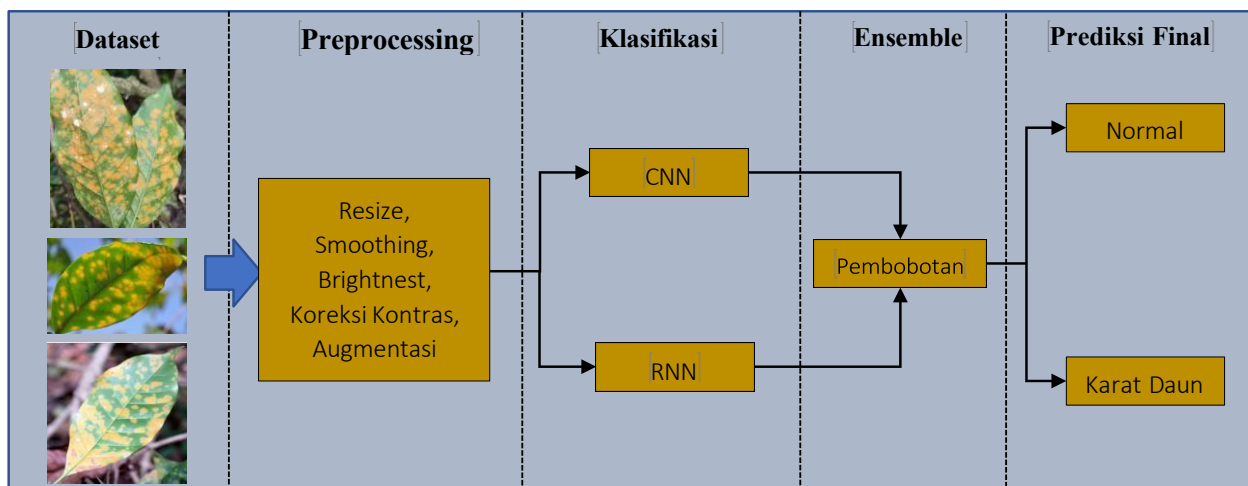 Dataset
Preprocessing
Klasifikasi
Ensemble
Prediksi Final
Resize,
Smoothing,
Brightnest,
Koreksi Kontras,
Augmentasi
CNN
RNN
Pembobotan
Normal
Karat Daun